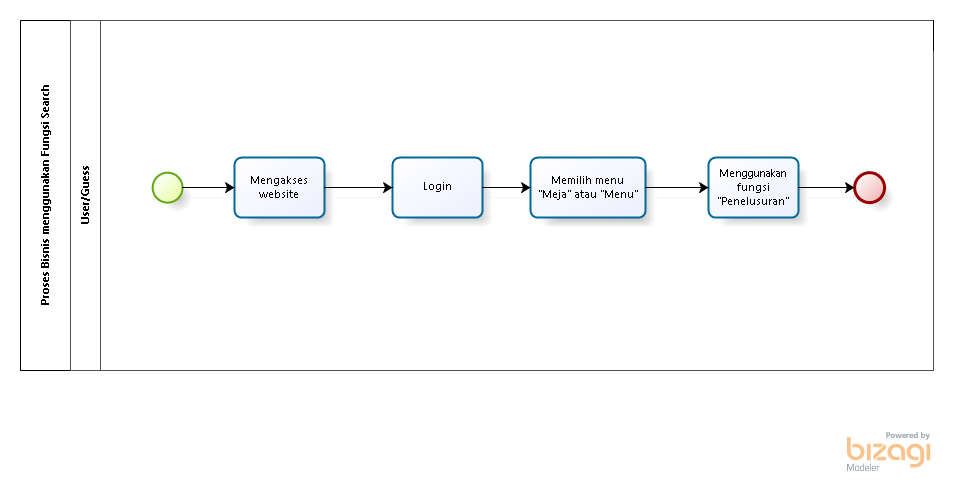 Proses Bisnis menggunakan Fungsi Search
User/Guess
Mengakses
website
Login
Memilih menu
"Meja" atau "Menu"
Menggunakan
fungsi
"Penelusuran"
Powered by
bizagi
Modeler